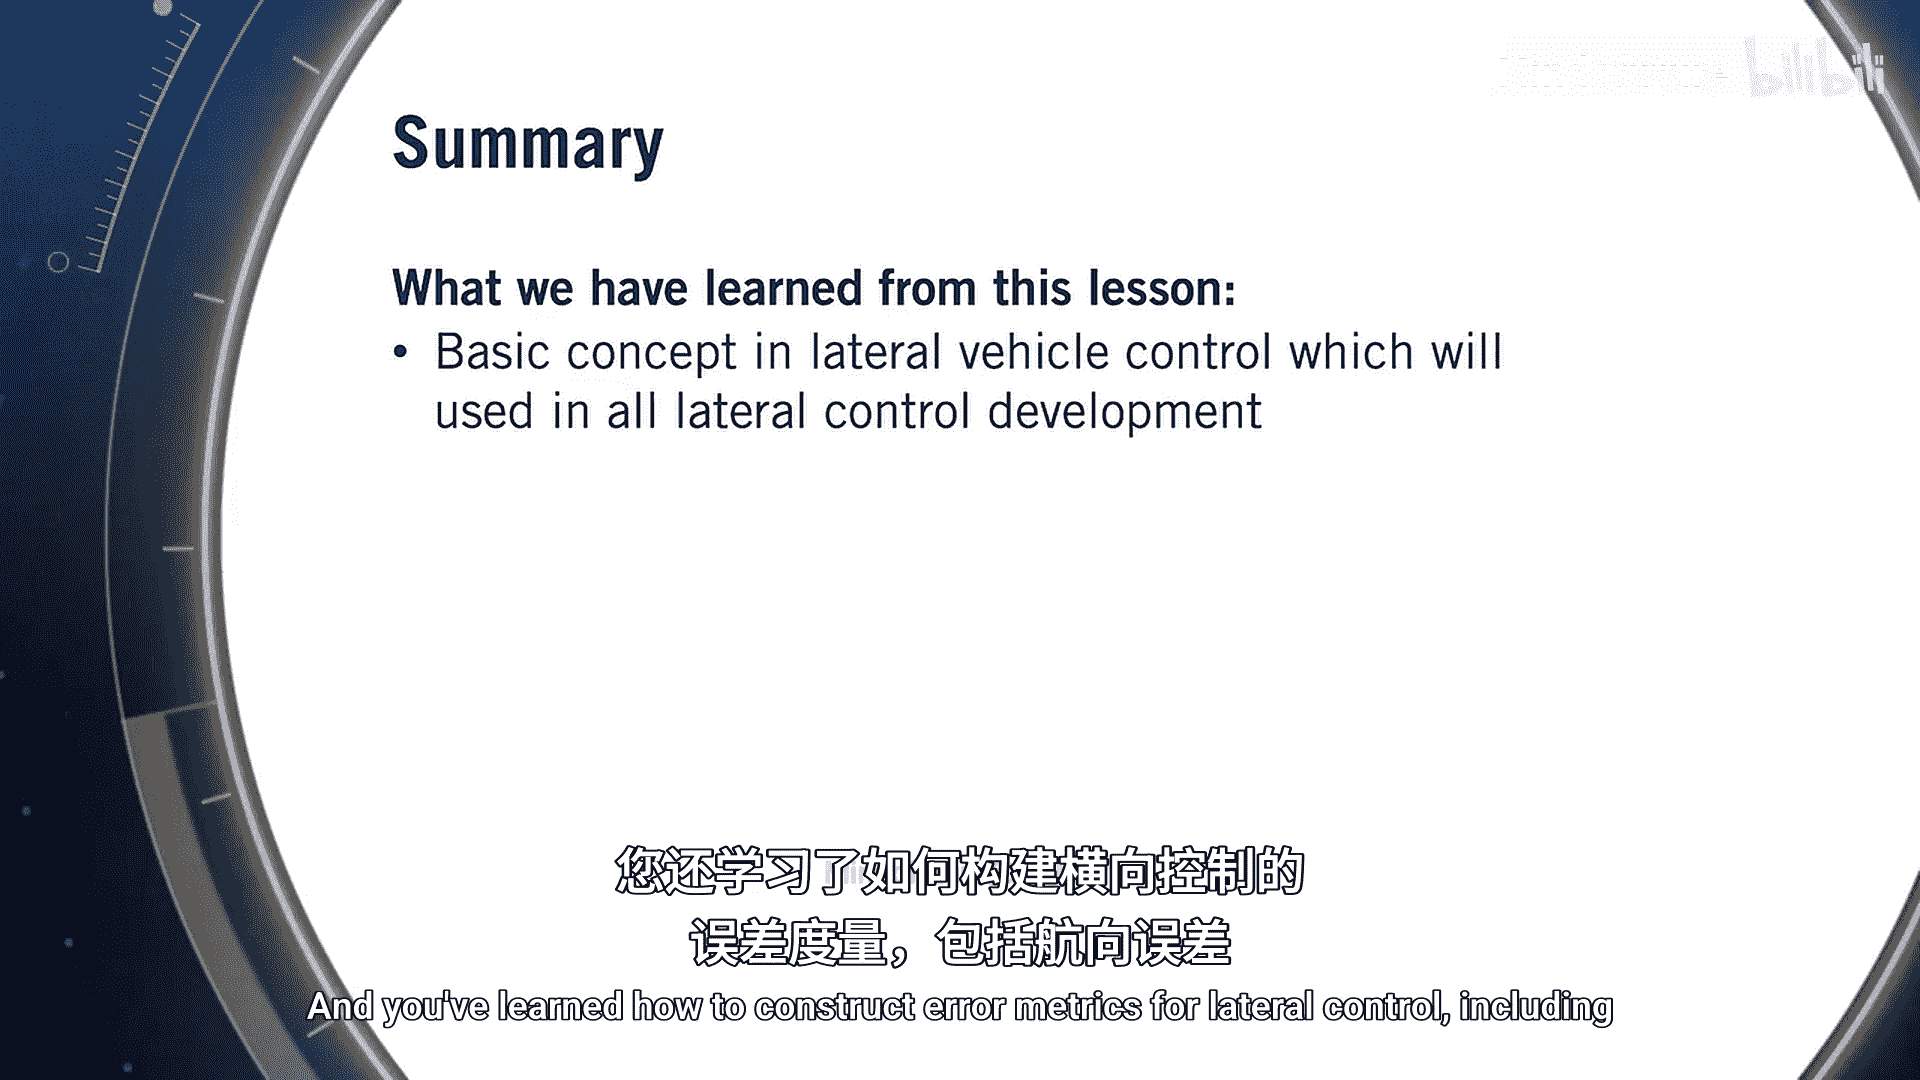 bilibili
Summary
What we have learned from this lesson:
• Basic concept in lateral vehicle control which will
used in all lateral control development
您还学习了如何构建横向控制的
误差度量，包括航向误差
And you've learned how to construct error metrics for lateral control, including